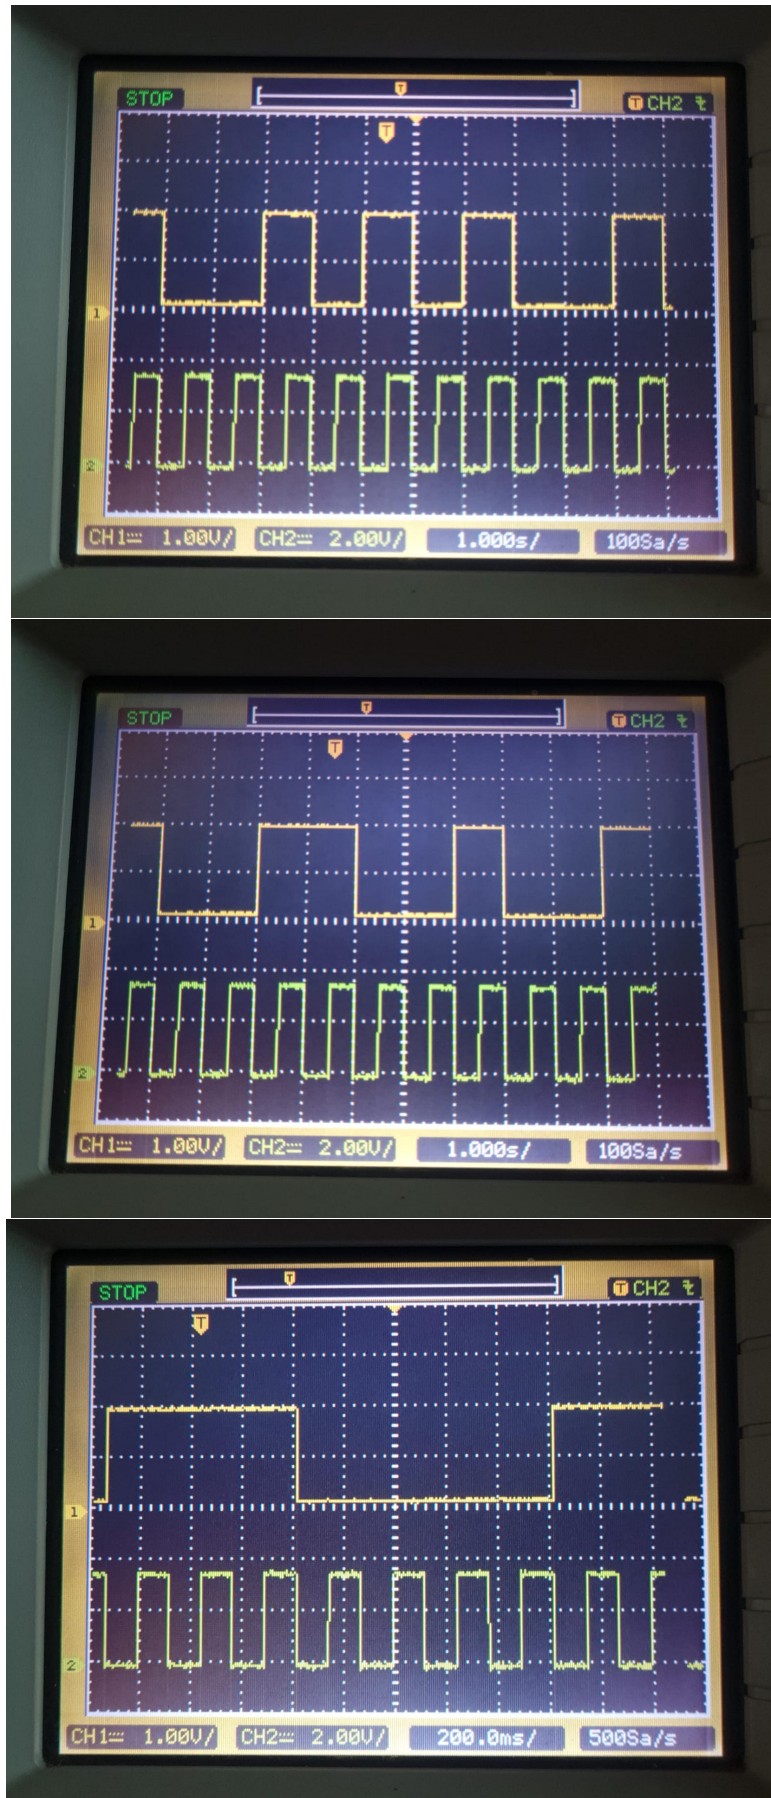 STOP T T CH2
T
1
2
CH1 1.00V/ CH2 2.00V/ 1.000s/ 100Sa/s
STOP T T CH2
T
1
2
CH1 1.00V/ CH2 2.00V/ 1.000s/ 100Sa/s
STOP T T CH2
T
1
2
CH1 1.00V/ CH2 2.00V/ 200.0ms/ 500Sa/s